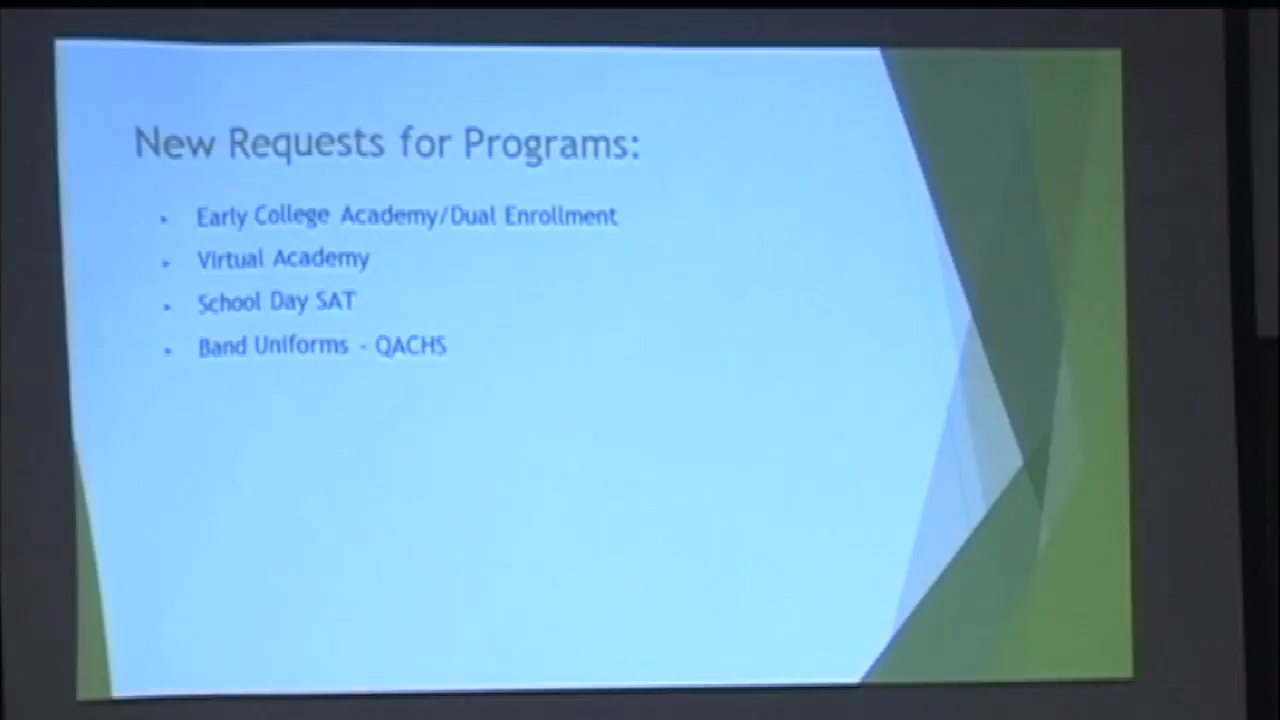 New Requests for Programs:
• Early College Academy/Dual Enrollment
• Virtual Academy
• School Day SAT
• Band Uniforms - QACHS